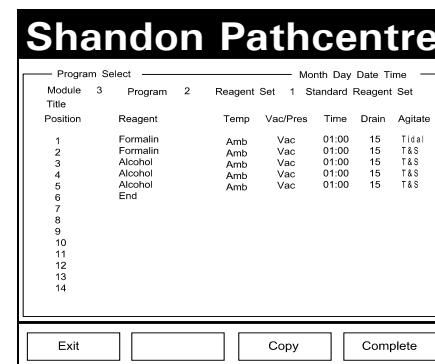 Shandon Pathcentre
Program Select Month Day Date Time
Module 3 Program 2 Reagent Set 1 Standard Reagent Set
Title
Position Reagent Temp Vac/Pres Time Drain Agitate
1 Formalin Amb Vac 01:00 15 Tidal
2 Formalin Amb Vac 01:00 15 T&S
3 Alcohol Amb Vac 01:00 15 T&S
4 Alcohol Amb Vac 01:00 15 T&S
5 Alcohol Amb Vac 01:00 15 T&S
6 End
7
8
9
10
11
12
13
14
Exit Copy Complete